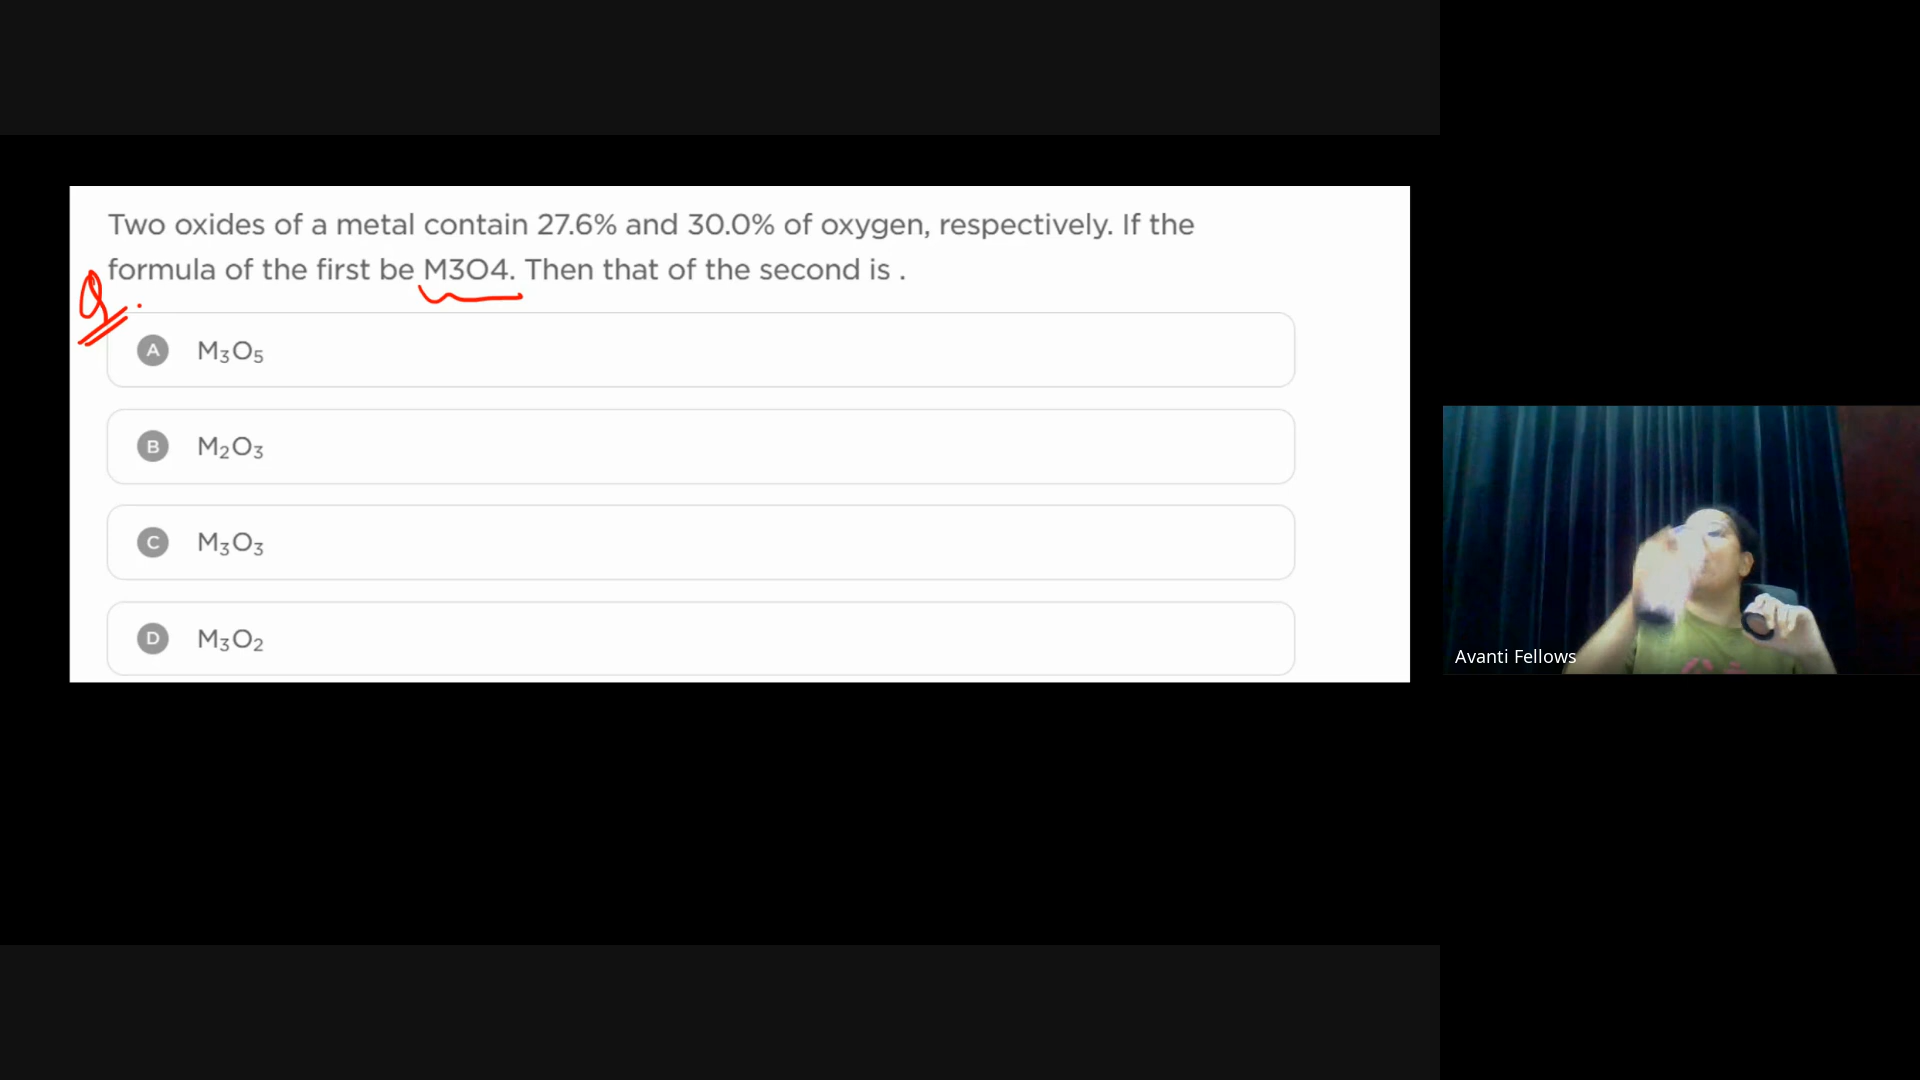 Two oxides of a metal contain 27.6% and 30.0% of oxygen, respectively. If the
formula of the first be M3O4. Then that of the second is .
Q.
A M₃O₅
B M₂O₃
C M₃O₃
D M₃O₂
Avanti Fellows